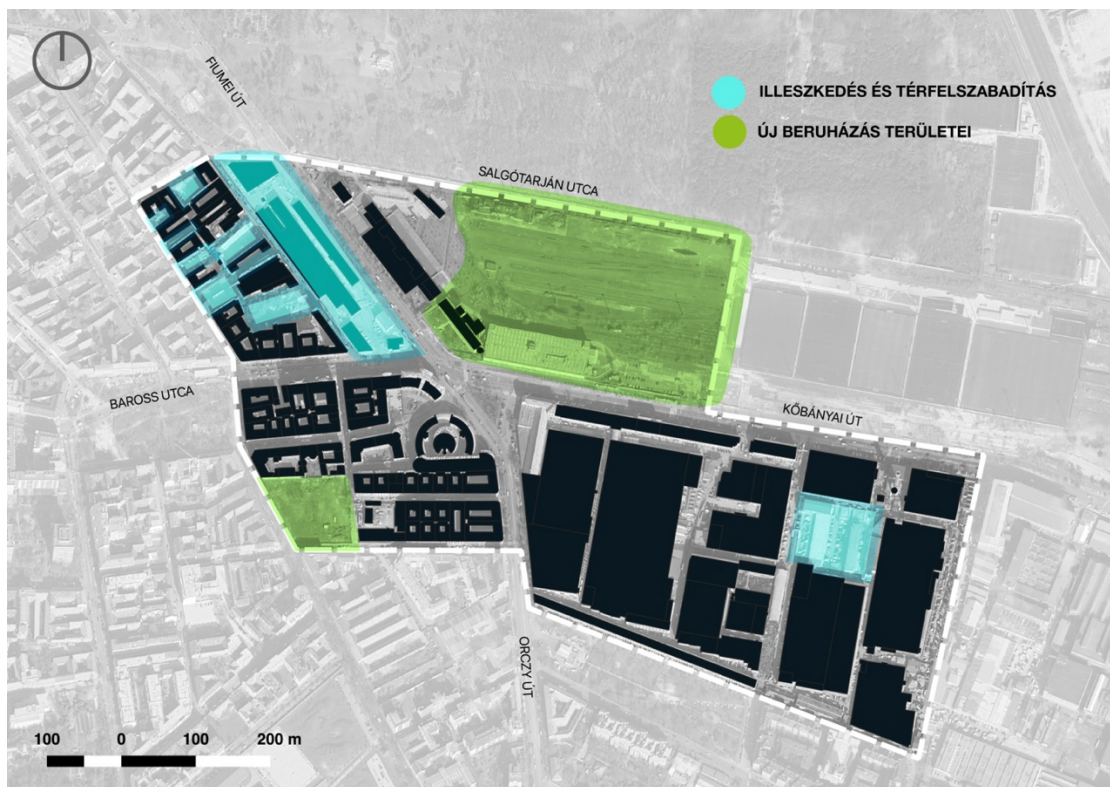 FIUMEI ÚT
ILLESZKEDÉS ÉS TÉRFELSZABADÍTÁS
ÚJ BERUHÁZÁS TERÜLETEI
SALGÓTARJÁN UTCA
BAROSS UTCA
KŐBÁNYAI ÚT
ORCZY ÚT
100 0 100 200 m